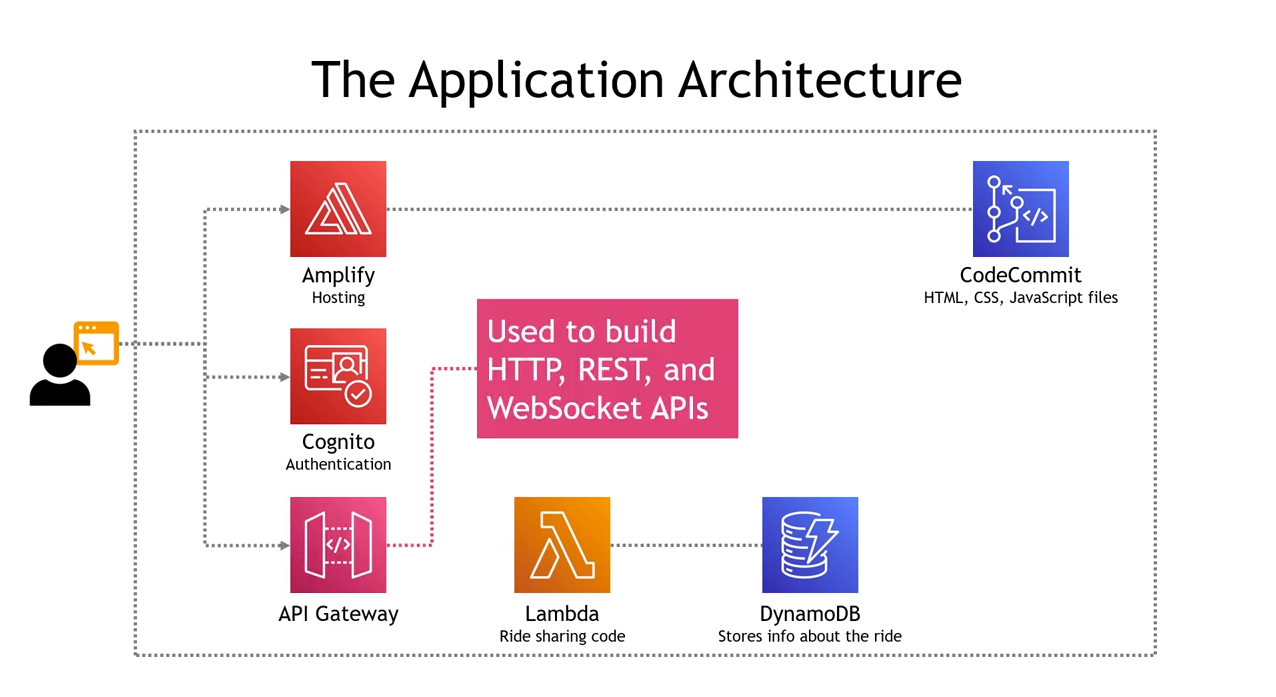 The Application Architecture
Amplify
Hosting
CodeCommit
HTML, CSS, JavaScript files
Used to build
HTTP, REST, and
WebSocket APIs
Cognito
Authentication
API Gateway
Lambda
Ride sharing code
DynamoDB
Stores info about the ride